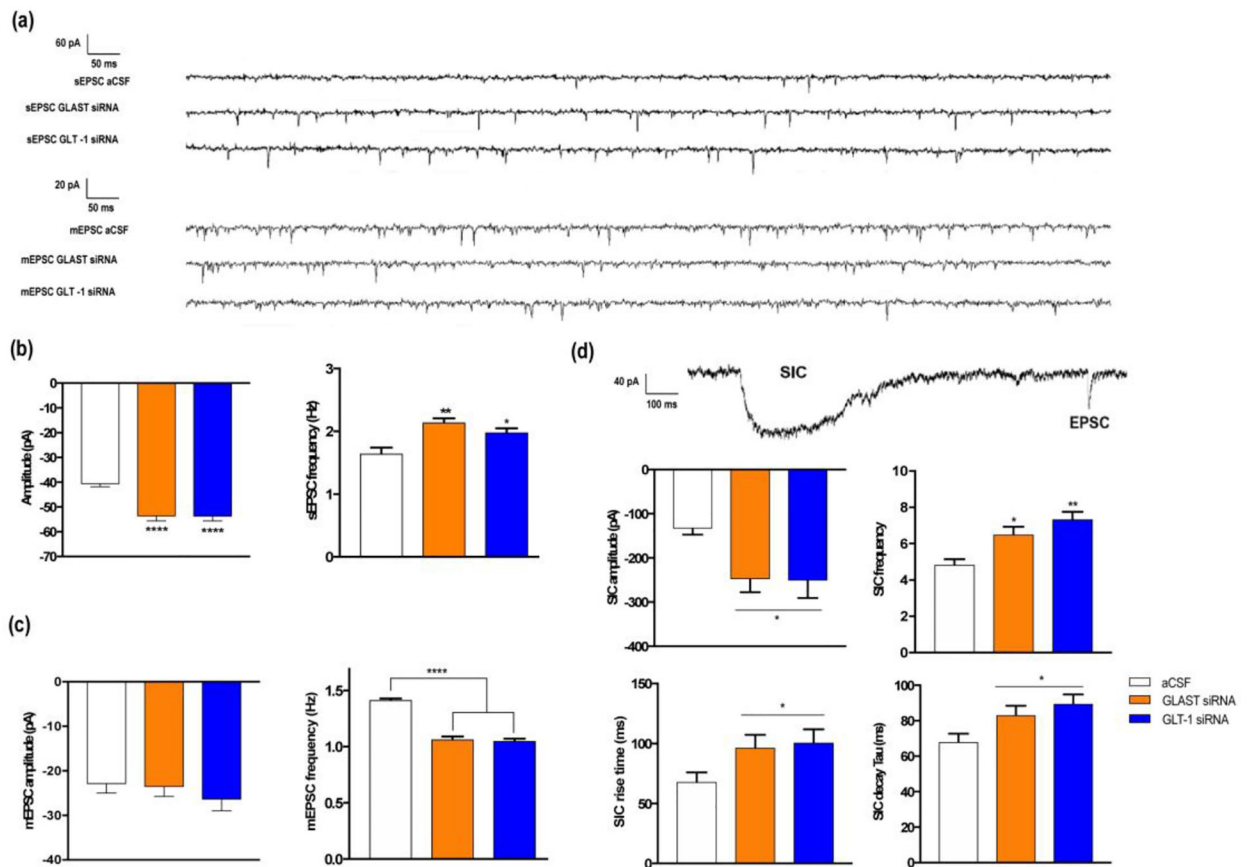 (a)
60 pA
50 ms
sEPSC aCSF
sEPSC GLAST siRNA
sEPSC GLT -1 siRNA
20 pA
50 ms
mEPSC aCSF
mEPSC GLAST siRNA
mEPSC GLT -1 siRNA
(b)
Amplitude (pA)
0
-10
-20
-30
-40
-50
-60
-70
****
****
sEPSC frequency (Hz)
3
2
1
0
**
*
(c)
mEPSC amplitude (pA)
0
-10
-20
-30
-40
mEPSC frequency (Hz)
1.5
1.0
0.5
0.0
****
(d)
40 pA
100 ms
SIC
EPSC
SIC amplitude (pA)
0
-100
-200
-300
-400
*
SIC frequency
8
6
4
2
0
*
**
SIC rise time (ms)
150
100
50
0
*
SIC decay Tau (ms)
100
80
60
40
20
0
*
aCSF
GLAST siRNA
GLT-1 siRNA